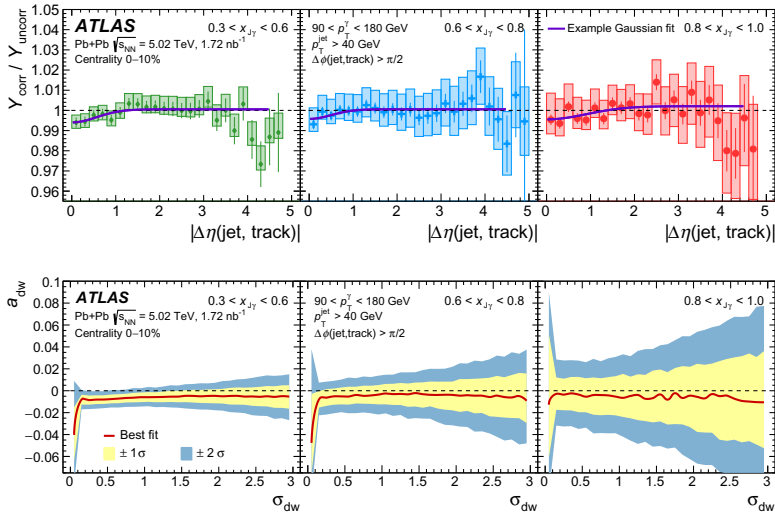 Y_corr / Y_uncorr
1.05
1.04
1.03
1.02
1.01
1
0.99
0.98
0.97
0.96
ATLAS
0.3 < x_Jγ < 0.6
Pb+Pb √s_NN = 5.02 TeV, 1.72 nb⁻¹
Centrality 0–10%
90 < p_T^γ < 180 GeV
0.6 < x_Jγ < 0.8
p_T^jet > 40 GeV
Δϕ(jet,track) > π/2
0.8 < x_Jγ < 1.0
Example Gaussian fit
0 1 2 3 4 5
0 1 2 3 4 5
0 1 2 3 4 5
|Δη(jet, track)|
|Δη(jet, track)|
|Δη(jet, track)|
a_dw
0.1
0.08
0.06
0.04
0.02
0
−0.02
−0.04
−0.06
ATLAS
0.3 < x_Jγ < 0.6
Pb+Pb √s_NN = 5.02 TeV, 1.72 nb⁻¹
Centrality 0–10%
Best fit
± 1σ
± 2 σ
90 < p_T^γ < 180 GeV
0.6 < x_Jγ < 0.8
p_T^jet > 40 GeV
Δϕ(jet,track) > π/2
0.8 < x_Jγ < 1.0
0 0.5 1 1.5 2 2.5 3
0 0.5 1 1.5 2 2.5 3
0 0.5 1 1.5 2 2.5 3
σ_dw
σ_dw
σ_dw